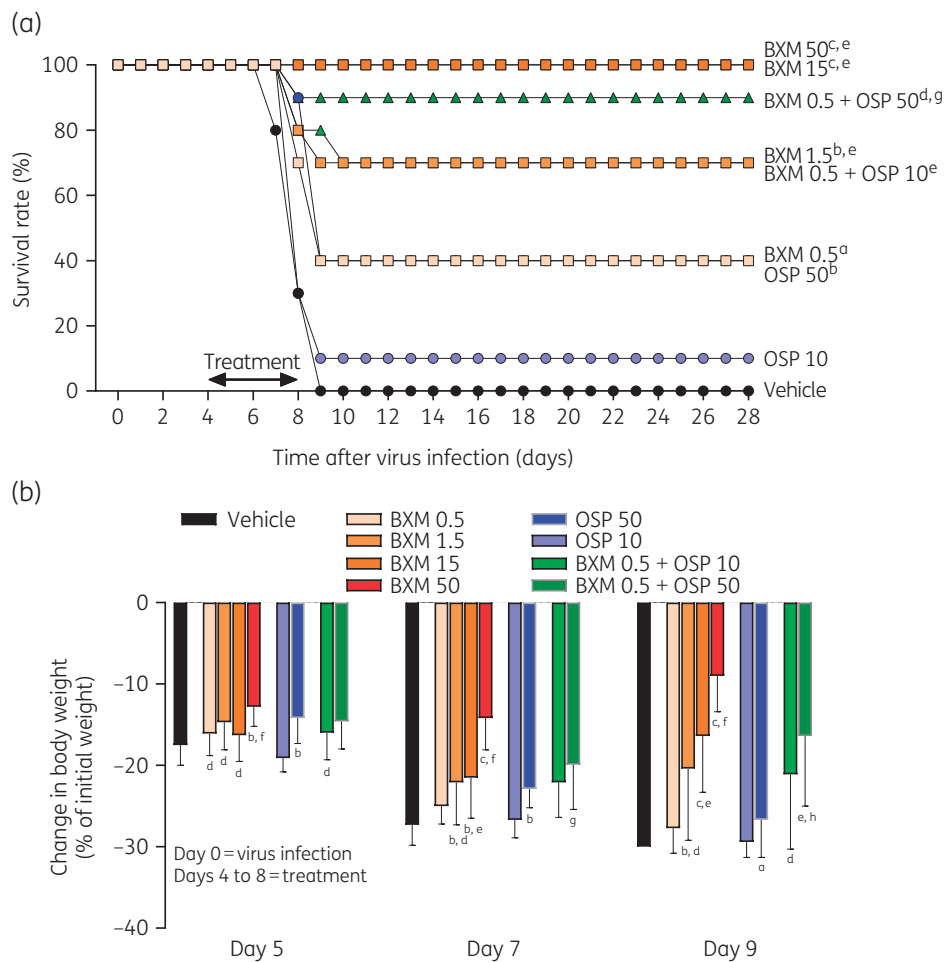 (a)
BXM 50c, e
BXM 15c, e
BXM 0.5 + OSP 50d, g
BXM 1.5b, e
BXM 0.5 + OSP 10e
BXM 0.5a
OSP 50b
OSP 10
Vehicle
100
80
60
40
20
0
Survival rate (%)
Treatment
0 2 4 6 8 10 12 14 16 18 20 22 24 26 28
Time after virus infection (days)
(b)
Vehicle
BXM 0.5
BXM 1.5
BXM 15
BXM 50
OSP 50
OSP 10
BXM 0.5 + OSP 10
BXM 0.5 + OSP 50
0
−10
−20
−30
−40
Change in body weight
(% of initial weight)
d d d b, f b d
b, d b, e c, f b g
b, d c, e c, f a d e, h
Day 0 = virus infection
Days 4 to 8 = treatment
Day 5 Day 7 Day 9